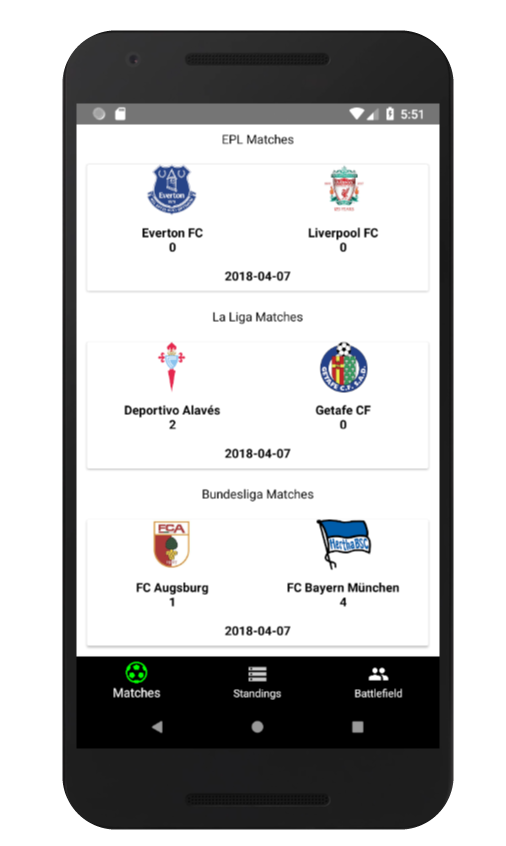 5:51
EPL Matches
Everton
Everton FC
0
Liverpool FC
0
2018-04-07
La Liga Matches
GETAFE C.F. S.A.D.
Deportivo Alavés
2
Getafe CF
0
2018-04-07
Bundesliga Matches
FCA
Hertha BSC
FC Augsburg
1
FC Bayern München
4
2018-04-07
Matches
Standings
Battlefield